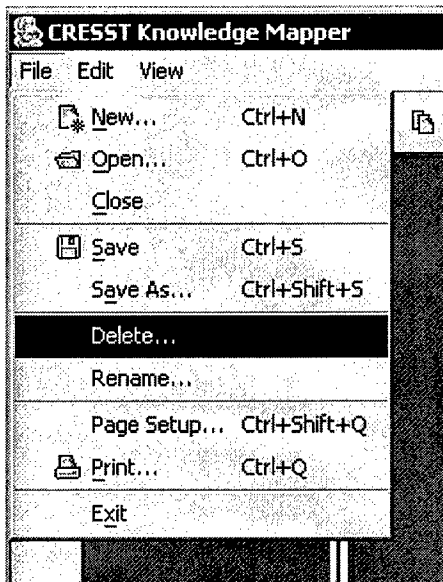 CRESST Knowledge Mapper
File Edit View
New... Ctrl+N
Open... Ctrl+O
Close
Save Ctrl+S
Save As... Ctrl+Shift+S
Delete...
Rename...
Page Setup... Ctrl+Shift+Q
Print... Ctrl+Q
Exit